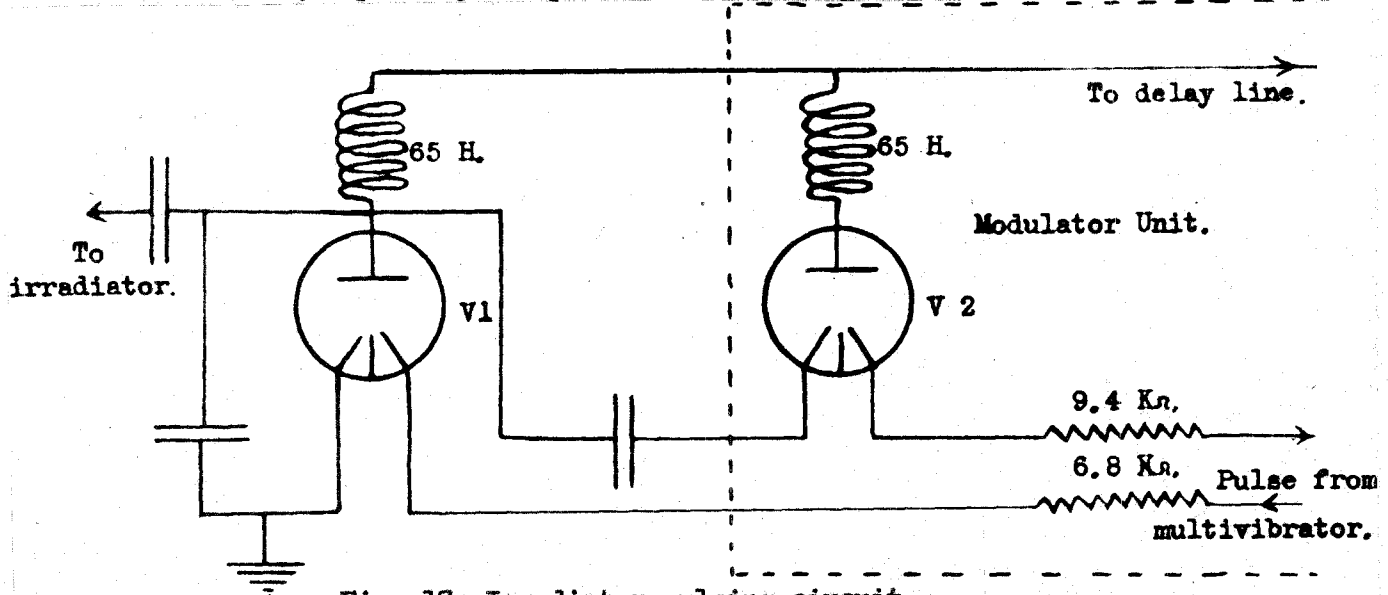 To delay line.
65 H.
65 H.
Modulator Unit.
To
irradiator.
V1
V 2
9.4 KΩ.
6.8 KΩ.
Pulse from
multivibrator.